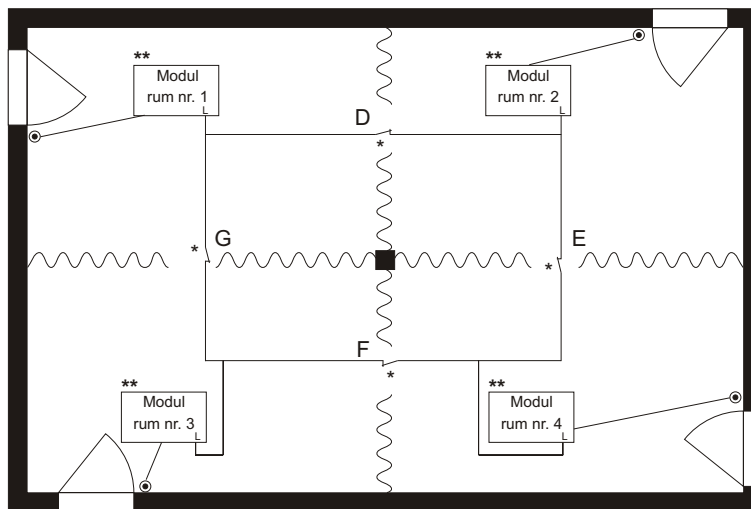 **
Modul
rum nr. 1
L
**
Modul
rum nr. 2
L
D
*
G
*
E
*
F
*
**
Modul
rum nr. 3
L
**
Modul
rum nr. 4
L